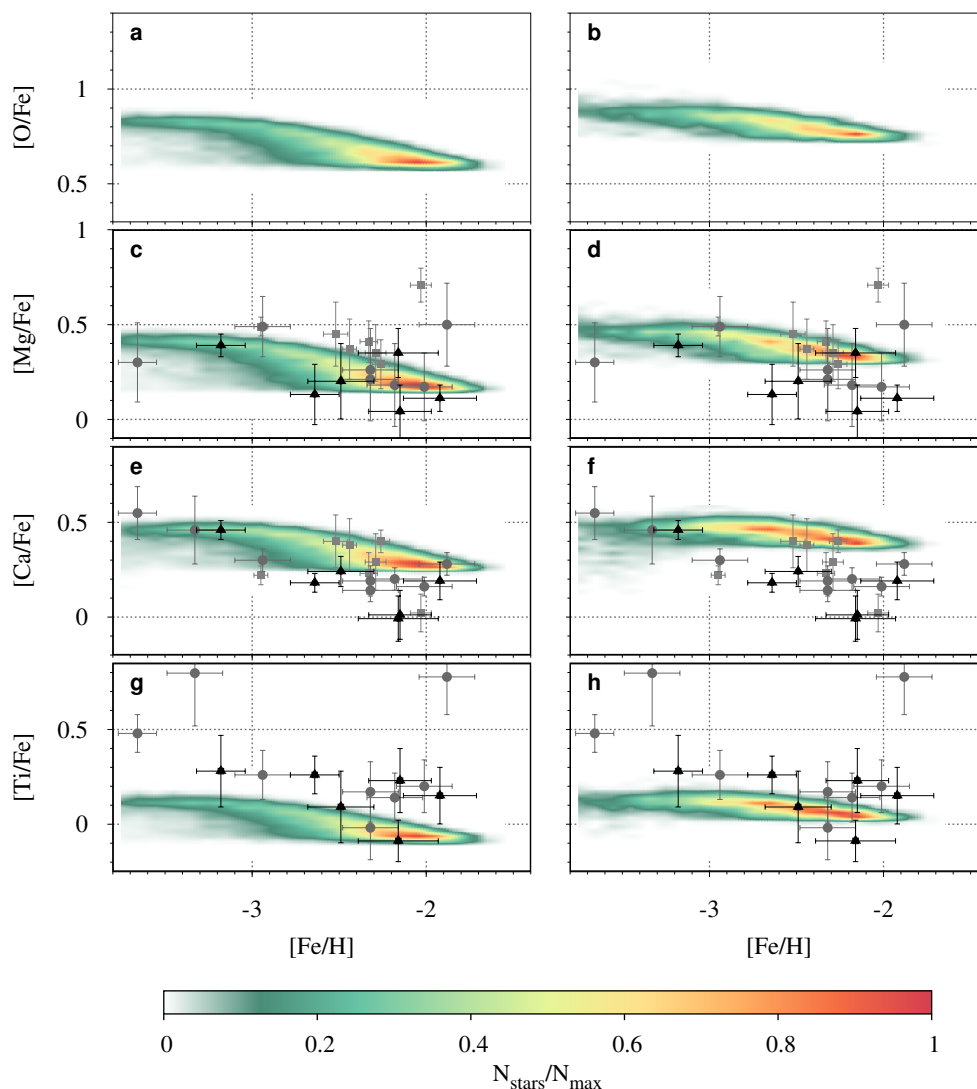 a
b
[O/Fe]
1
0.5
c
d
[Mg/Fe]
1
0.5
0
e
f
[Ca/Fe]
0.5
0
g
h
[Ti/Fe]
0.5
0
-3
-2
-3
-2
[Fe/H]
[Fe/H]
0
0.2
0.4
0.6
0.8
1
N_stars/N_max